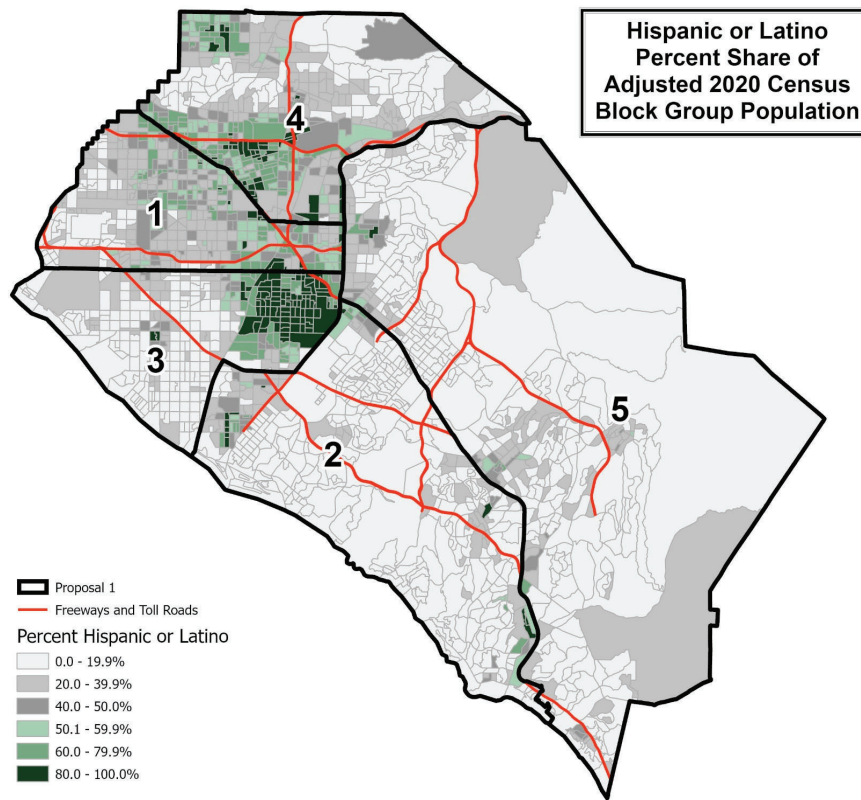 Hispanic or Latino
Percent Share of
Adjusted 2020 Census
Block Group Population
4
1
3
5
2
Proposal 1
Freeways and Toll Roads
Percent Hispanic or Latino
0.0 - 19.9%
20.0 - 39.9%
40.0 - 50.0%
50.1 - 59.9%
60.0 - 79.9%
80.0 - 100.0%